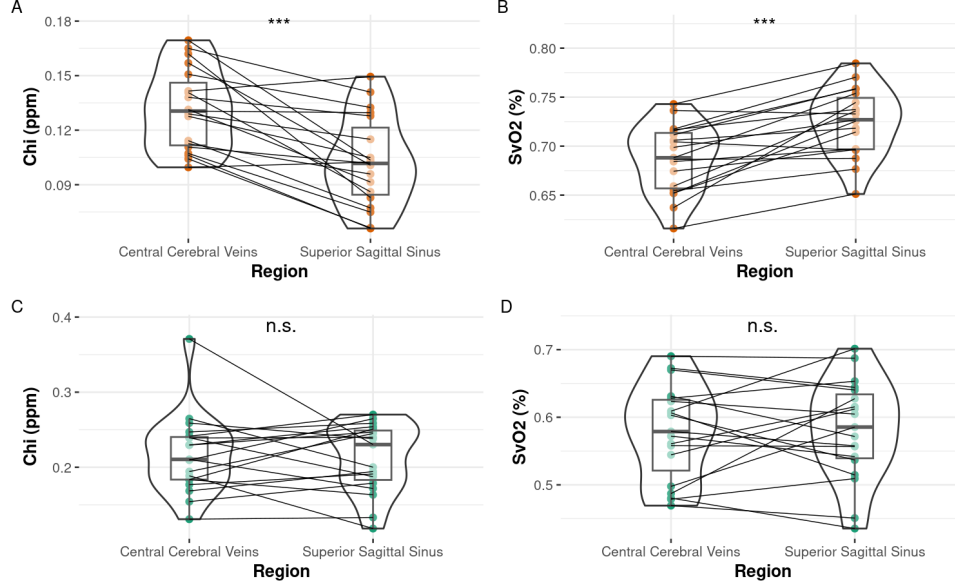 A
***
Chi (ppm)
0.18
0.15
0.12
0.09
Central Cerebral Veins
Superior Sagittal Sinus
Region
B
***
SvO2 (%)
0.80
0.75
0.70
0.65
Central Cerebral Veins
Superior Sagittal Sinus
Region
C
n.s.
Chi (ppm)
0.4
0.3
0.2
Central Cerebral Veins
Superior Sagittal Sinus
Region
D
n.s.
SvO2 (%)
0.7
0.6
0.5
Central Cerebral Veins
Superior Sagittal Sinus
Region